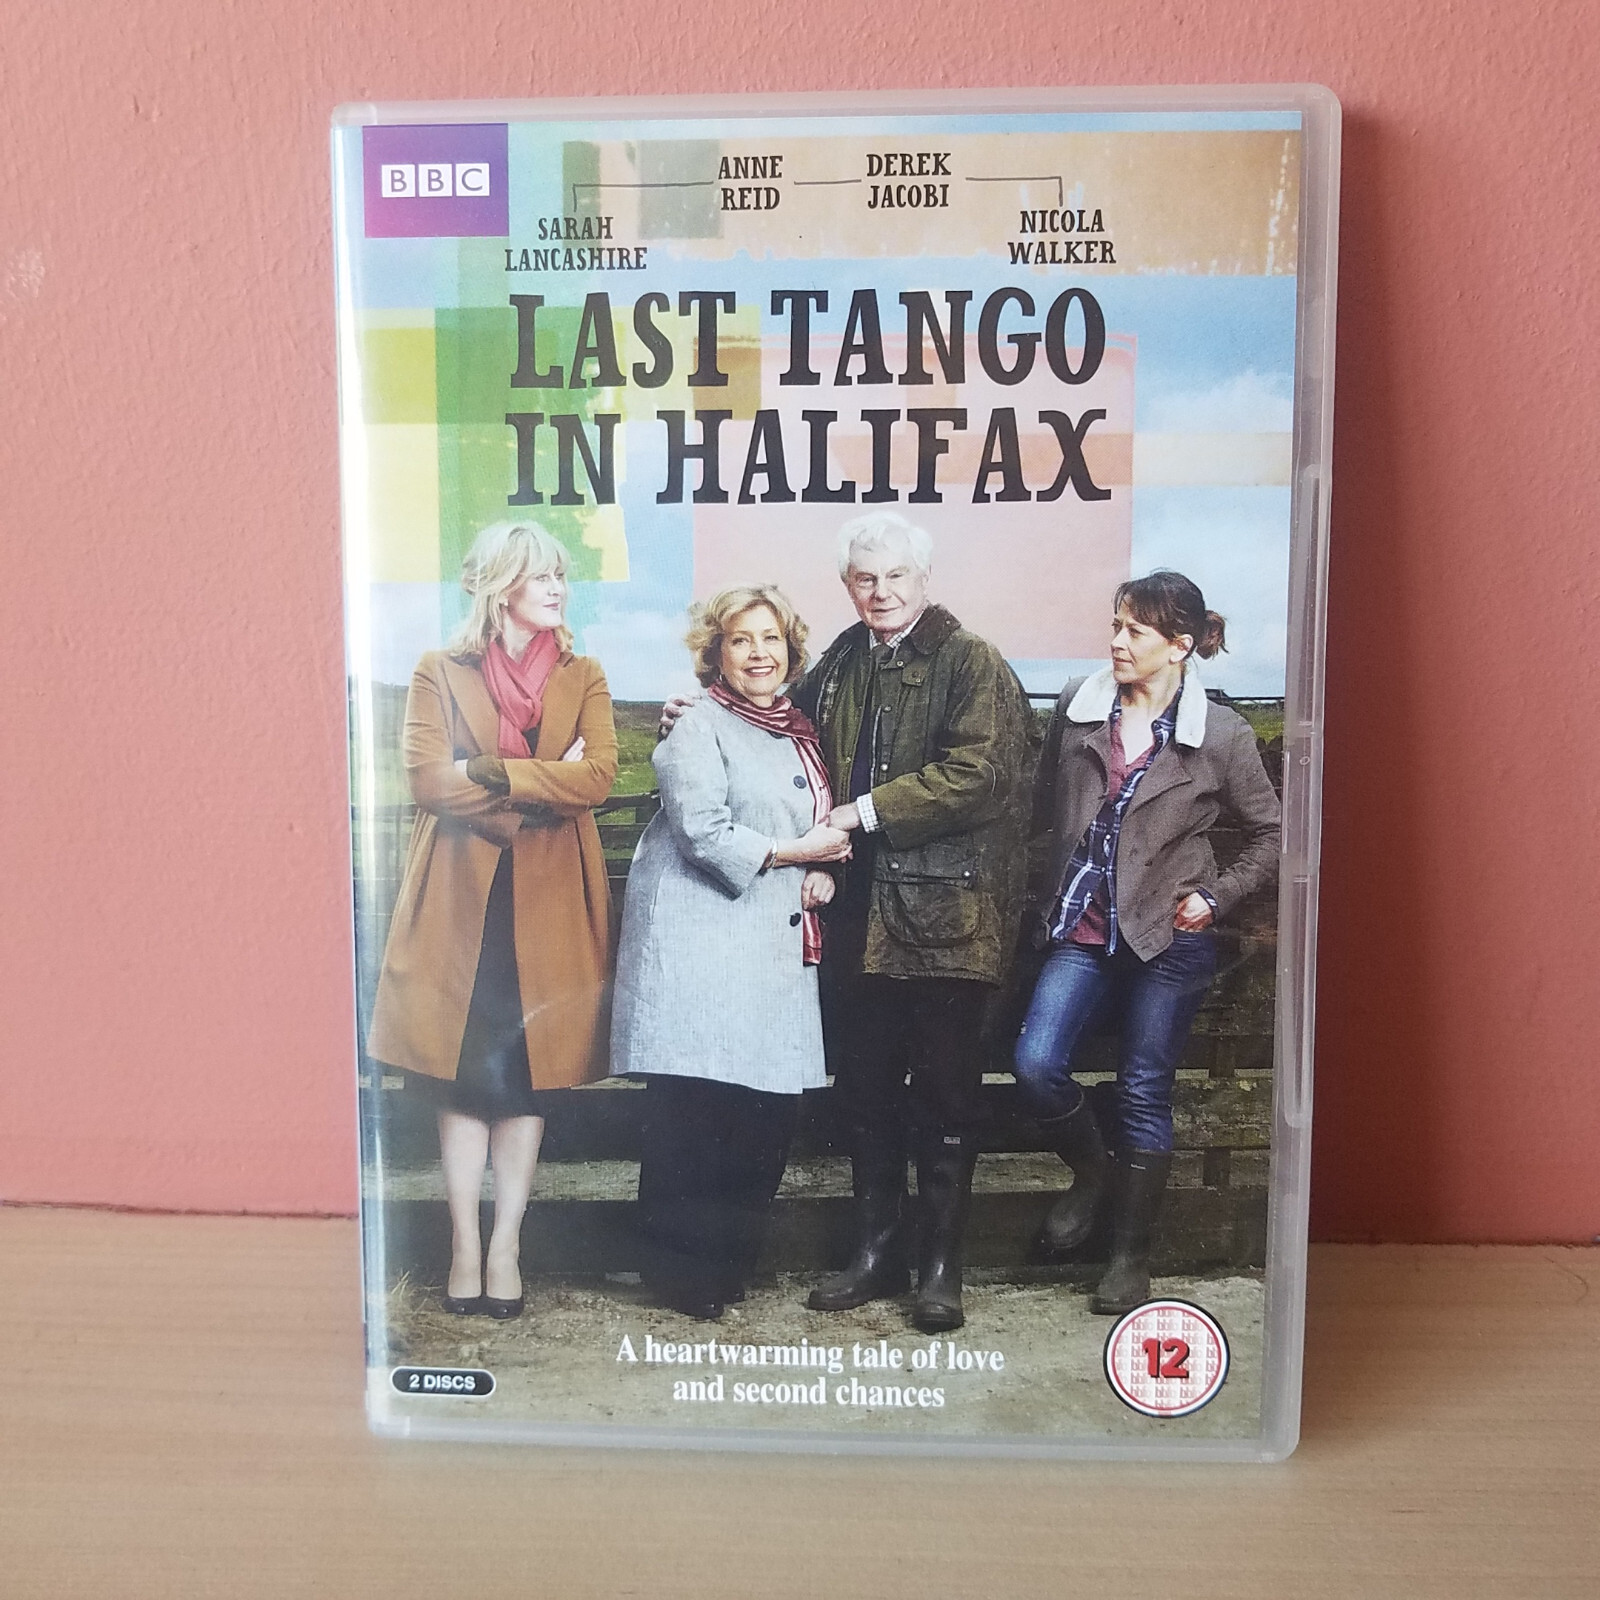 BBC
ANNE REID
DEREK JACOBI
SARAH LANCASHIRE
NICOLA WALKER
LAST TANGO
IN HALIFAX
A heartwarming tale of love
and second chances
2 DISCS
12